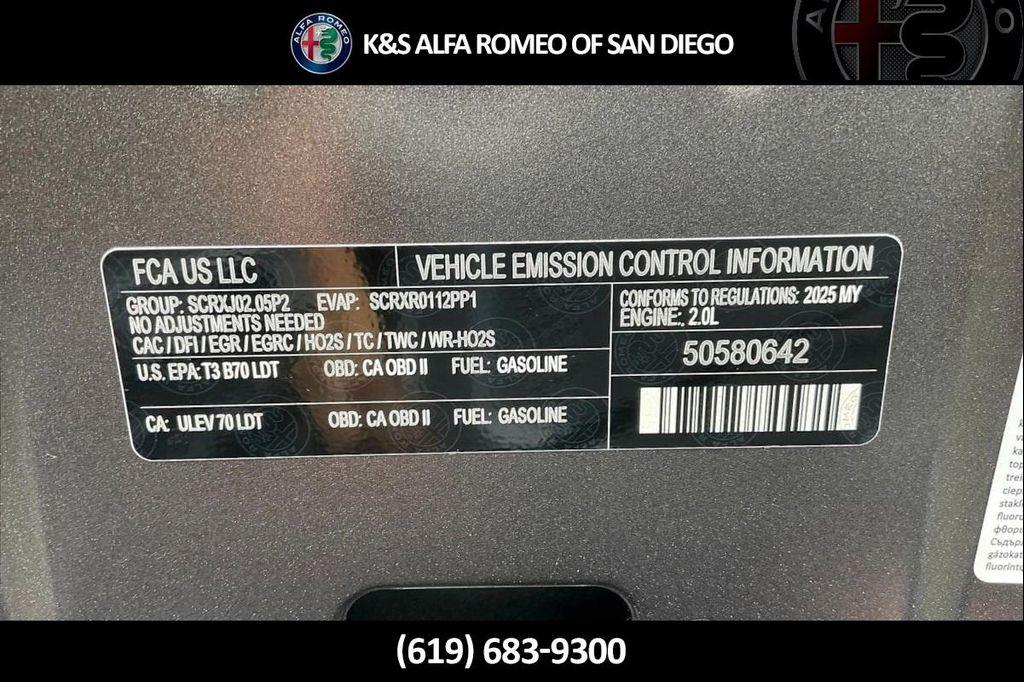 ALFA ROMEO
K&S ALFA ROMEO OF SAN DIEGO
FCA US LLC
VEHICLE EMISSION CONTROL INFORMATION
GROUP: SCRXJ02.05P2 EVAP: SCRXR0112PP1
NO ADJUSTMENTS NEEDED
CAC / DFI / EGR / EGRC / HO2S / TC / TWC / WR-HO2S
U.S. EPA: T3 B70 LDT OBD: CA OBD II FUEL: GASOLINE
CA: ULEV 70 LDT OBD: CA OBD II FUEL: GASOLINE
CONFORMS TO REGULATIONS: 2025 MY
ENGINE:, 2.0L
50580642
(619) 683-9300